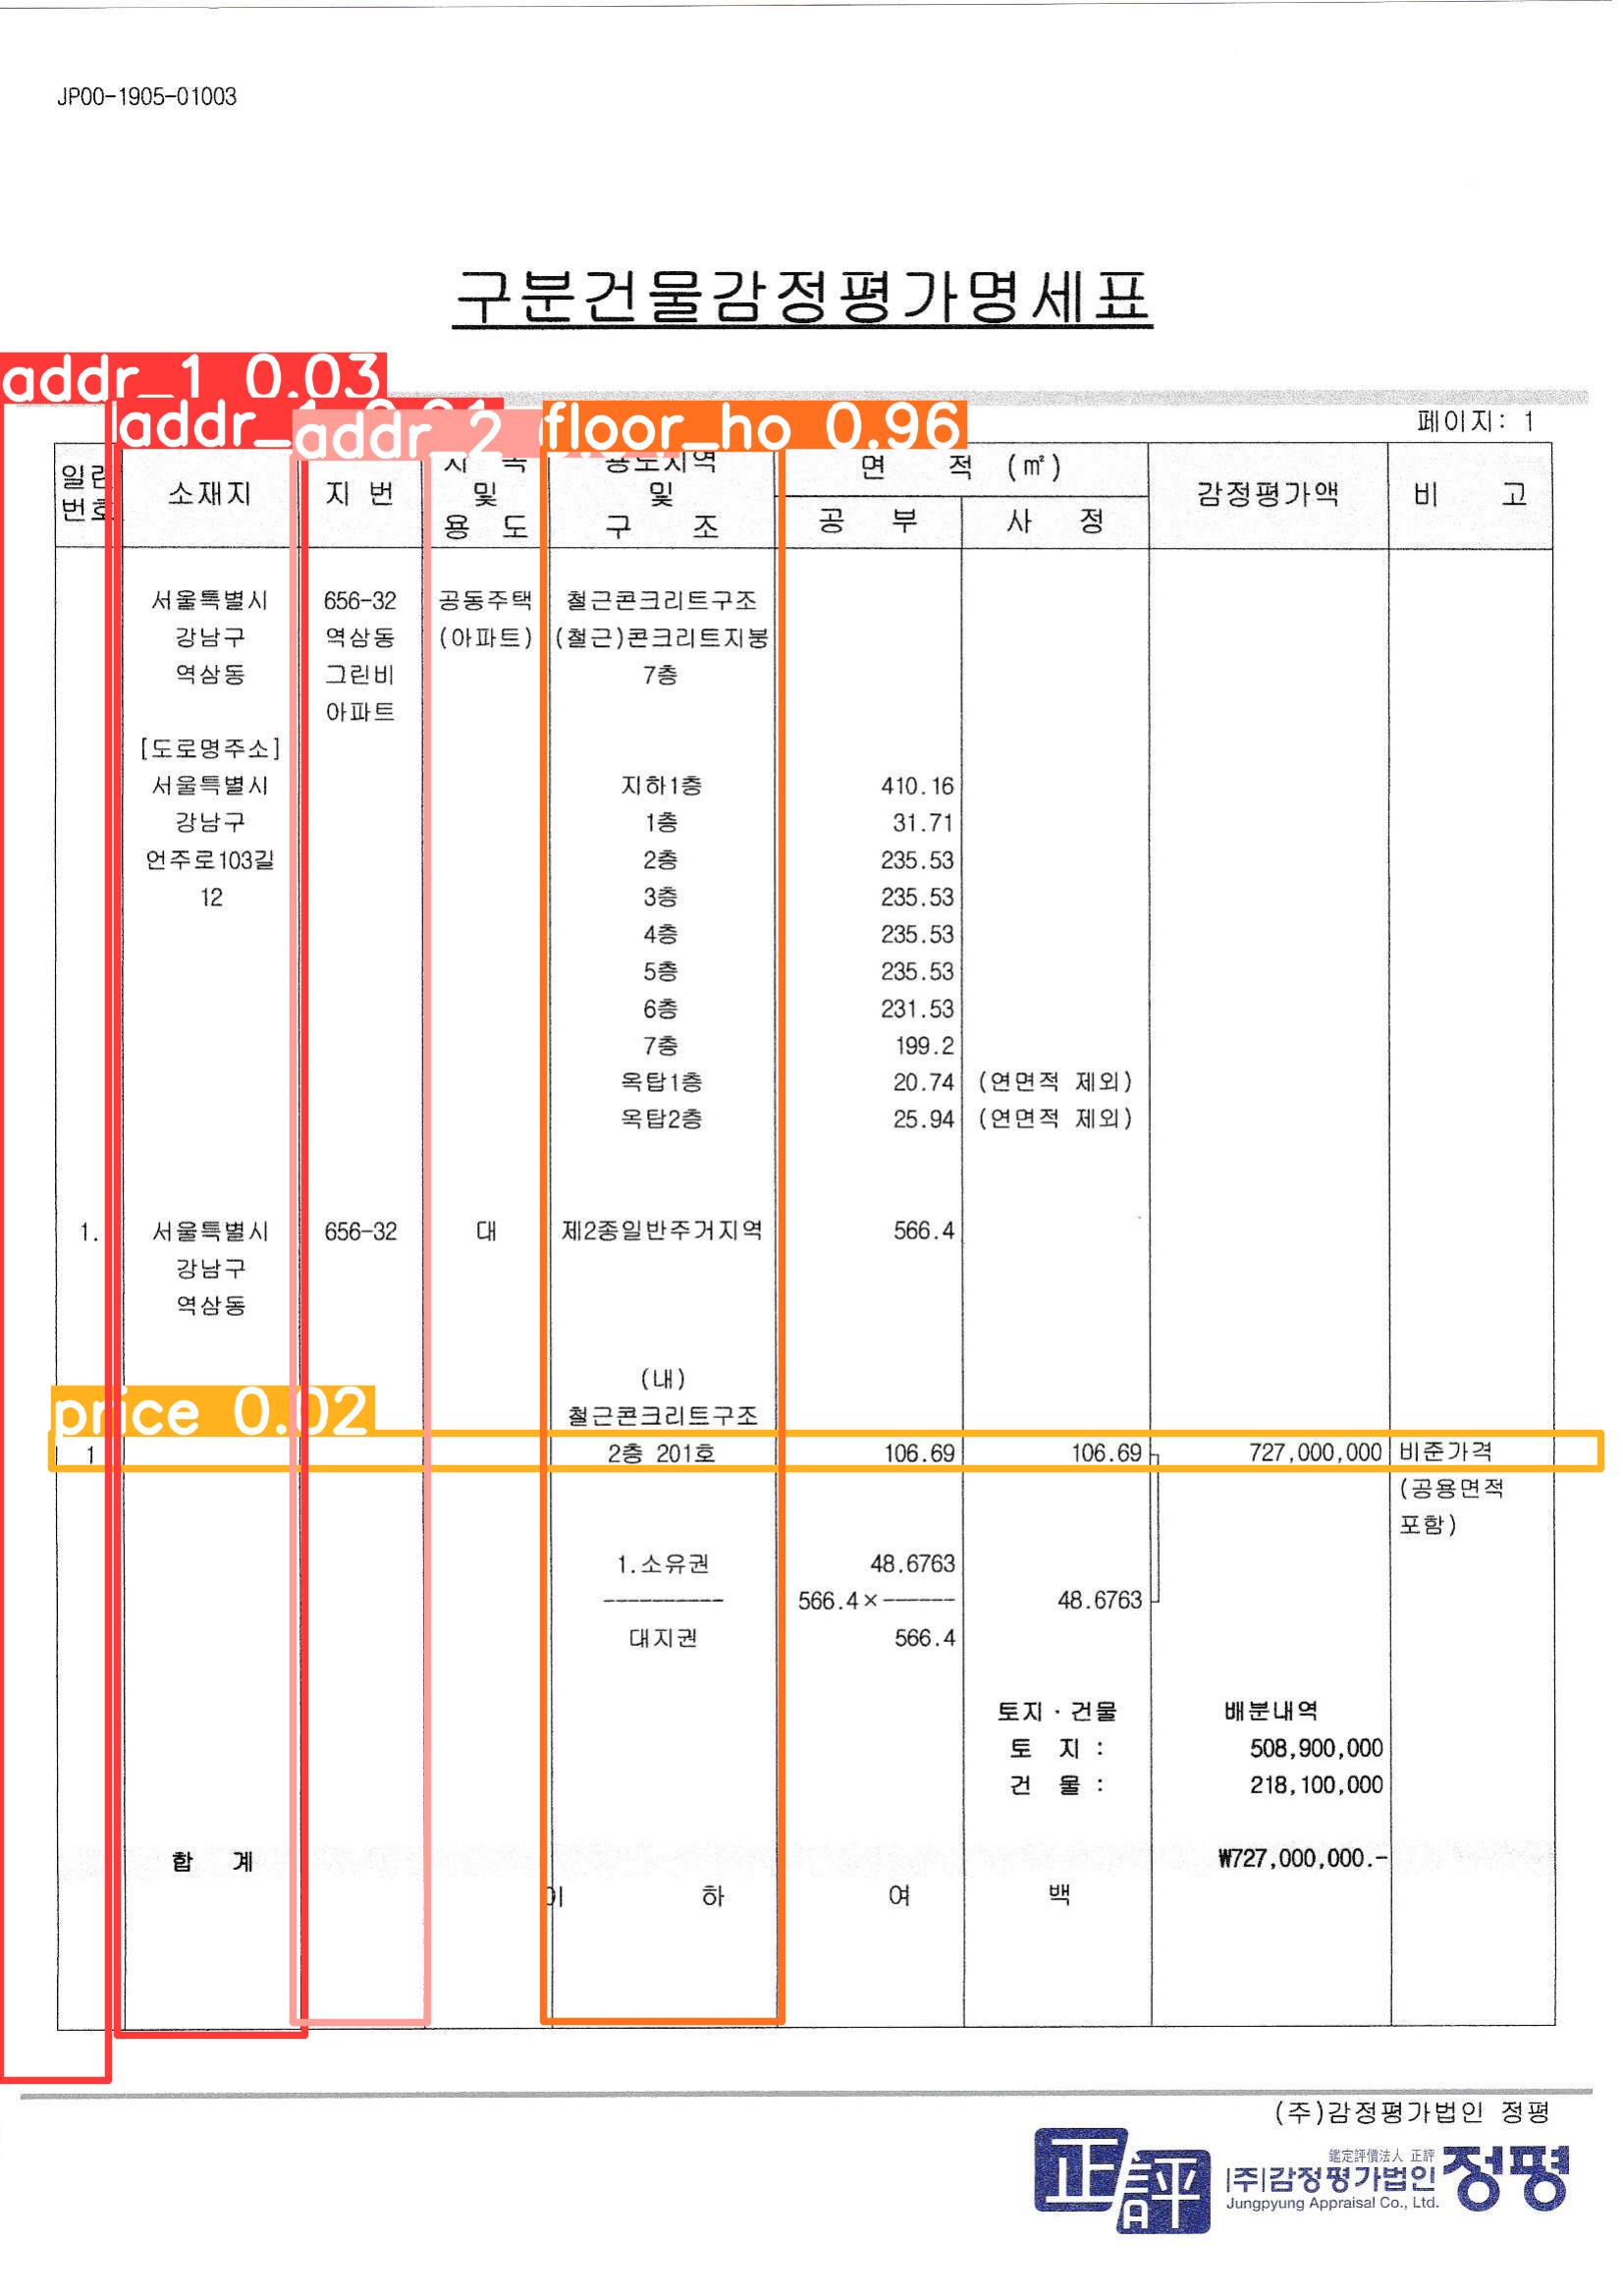 JP00-1905-01003
구분건물감정평가명세표
addr_1 0.03
addr_
addr_2
floor_ho 0.96
페이지: 1
일련
번호
소재지
지 번
지 목
및
용 도
용도지역
및
구 조
면 적 (㎡)
공 부
사 정
감정평가액
비 고
서울특별시 656-32 공동주택 철근콘크리트구조
강남구 역삼동 (아파트) (철근)콘크리트지붕
역삼동 그린비 7층
아파트
[도로명주소]
서울특별시 지하1층 410.16
강남구 1층 31.71
언주로103길 2층 235.53
12 3층 235.53
4층 235.53
5층 235.53
6층 231.53
7층 199.2
옥탑1층 20.74 (연면적 제외)
옥탑2층 25.94 (연면적 제외)
1. 서울특별시 656-32 대 제2종일반주거지역 566.4
강남구
역삼동
(내)
price 0.02
철근콘크리트구조
1 2층 201호 106.69 106.69 727,000,000 비준가격
(공용면적
포함)
1.소유권 48.6763
---------- 566.4×------ 48.6763
대지권 566.4
토지·건물 배분내역
토 지 : 508,900,000
건 물 : 218,100,000
합 계 ₩727,000,000.-
이 하 여 백
(주)감정평가법인 정평
正評
鑑定評價法人 正評
(주)감정평가법인 정평
Jungpyung Appraisal Co., Ltd.